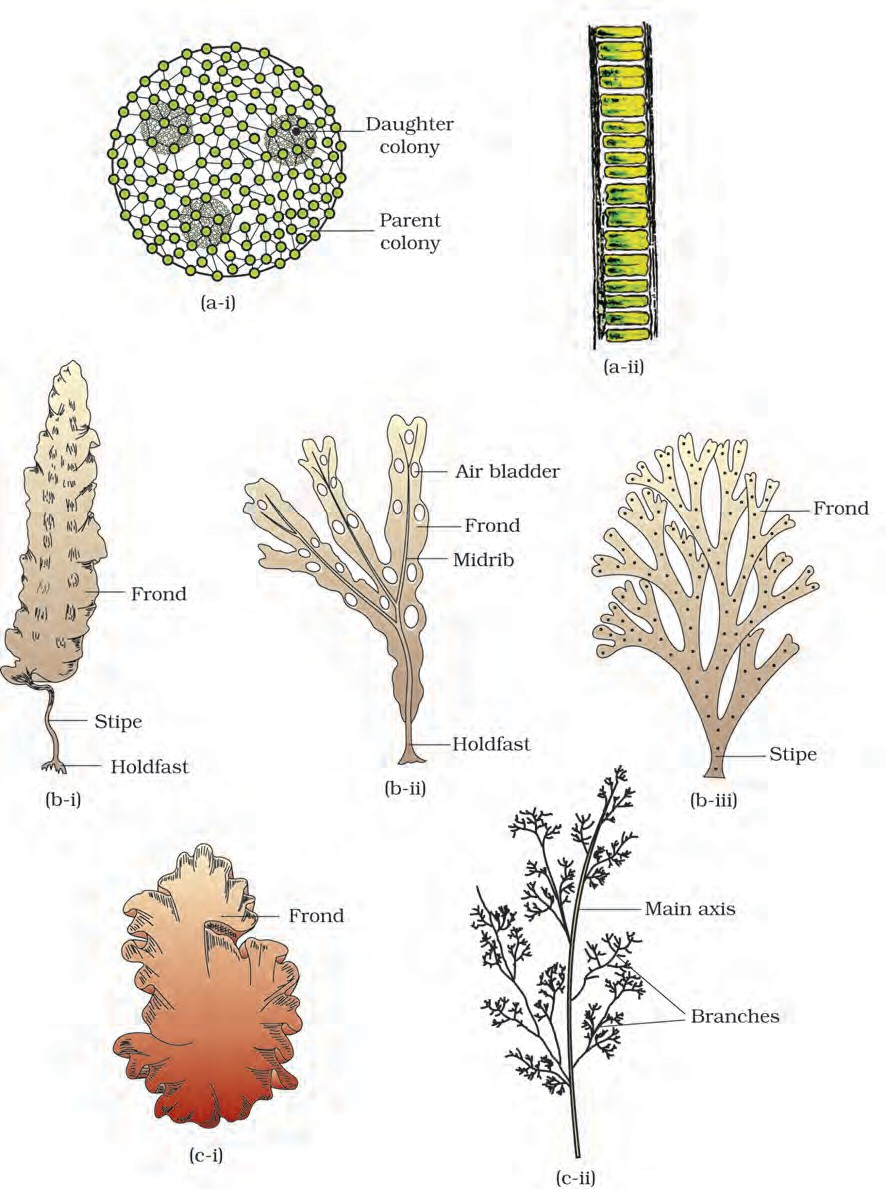 Daughter
colony
Parent
colony
(a-i)
(a-ii)
Frond
Stipe
Holdfast
(b-i)
Air bladder
Frond
Midrib
Holdfast
(b-ii)
Frond
Stipe
(b-iii)
Frond
(c-i)
Main axis
Branches
(c-ii)